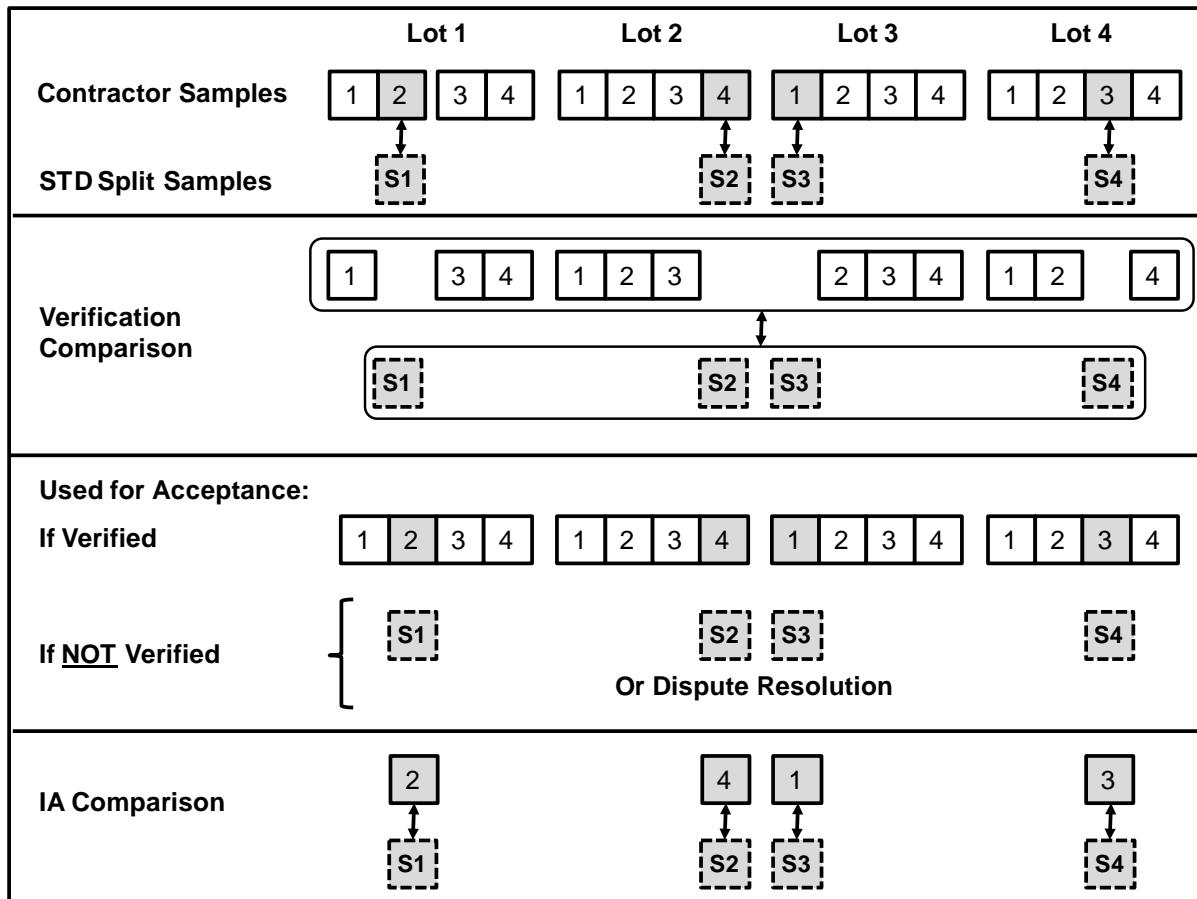 Lot 1 Lot 2 Lot 3 Lot 4
Contractor Samples 1 2 3 4 1 2 3 4 1 2 3 4 1 2 3 4
STD Split Samples S1 S2 S3 S4
1 3 4 1 2 3 2 3 4 1 2 4
Verification
Comparison
S1 S2 S3 S4
Used for Acceptance:
If Verified 1 2 3 4 1 2 3 4 1 2 3 4 1 2 3 4
S1 S2 S3 S4
If NOT Verified
Or Dispute Resolution
2 4 1 3
IA Comparison
S1 S2 S3 S4